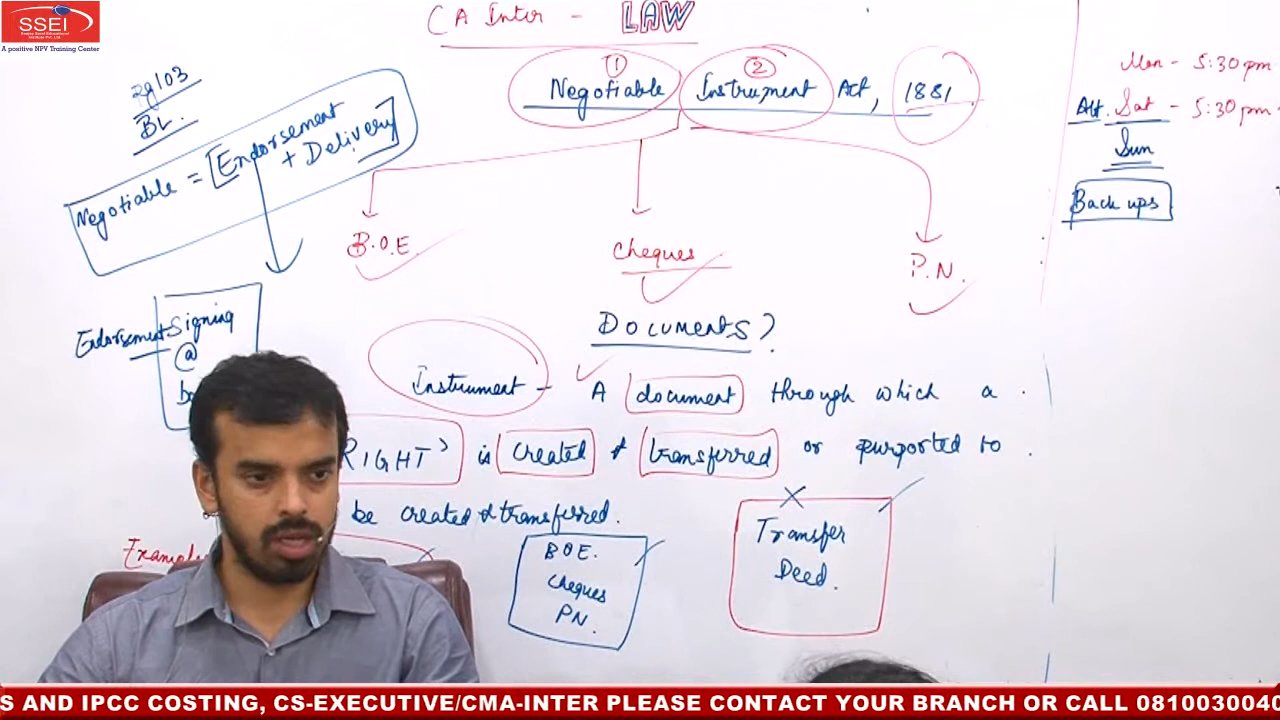 SSEI
A positive NPV Training Center
CA Inter - LAW
① ②
Negotiable Instrument Act, 1881
Mon - 5:30 pm
Alt. Sat - 5:30 pm
Sun
Back ups
BL.
Negotiable = [Endorsement
+ Delivery]
B.O.E
Cheques
P.N.
Endorsement
Signing
@
DOCUMENTS?
Instrument - A document through which a
RIGHT' is created & transferred or purported to
be created & transferred.
Example
B O E.
Cheques
PN.
Transfer
Deed.
S AND IPCC COSTING, CS-EXECUTIVE/CMA-INTER PLEASE CONTACT YOUR BRANCH OR CALL 0810030040